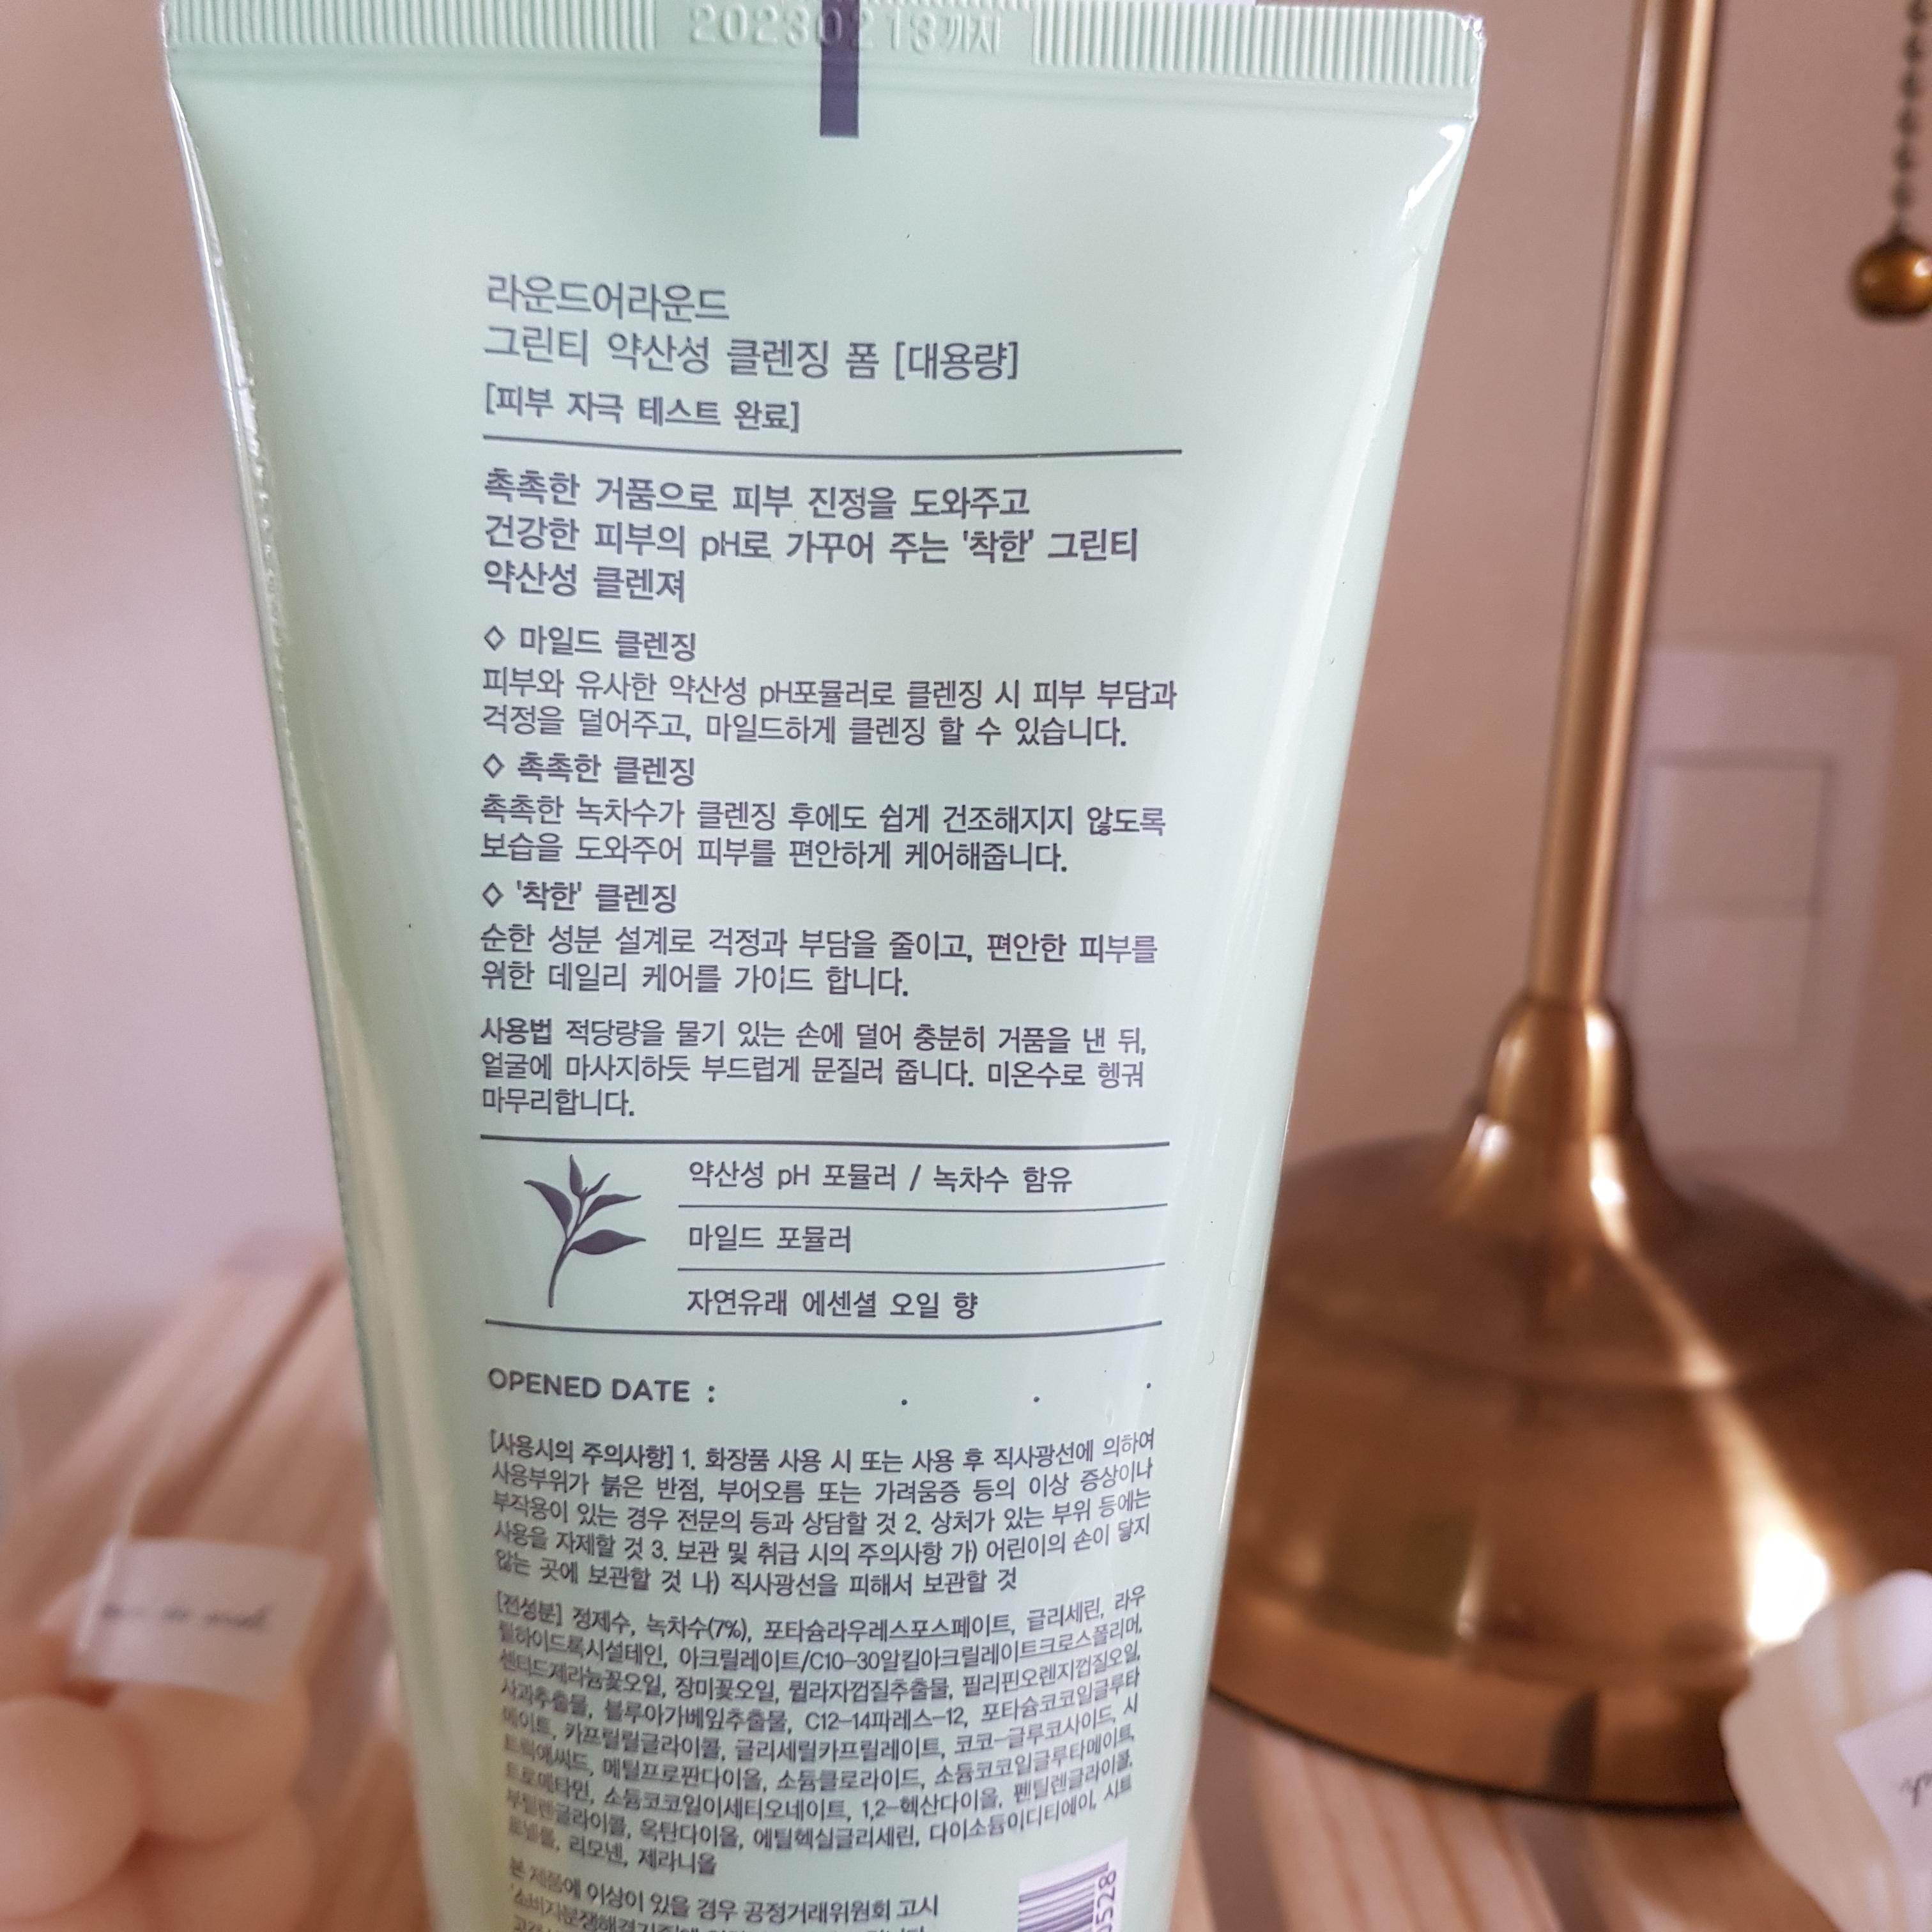 20230213까지
라운드어라운드
그린티 약산성 클렌징 폼 [대용량]
[피부 자극 테스트 완료]
촉촉한 거품으로 피부 진정을 도와주고
건강한 피부의 pH로 가꾸어 주는 '착한' 그린티
약산성 클렌져
◇ 마일드 클렌징
피부와 유사한 약산성 pH포뮬러로 클렌징 시 피부 부담과
걱정을 덜어주고, 마일드하게 클렌징 할 수 있습니다.
◇ 촉촉한 클렌징
촉촉한 녹차수가 클렌징 후에도 쉽게 건조해지지 않도록
보습을 도와주어 피부를 편안하게 케어해줍니다.
◇ '착한' 클렌징
순한 성분 설계로 걱정과 부담을 줄이고, 편안한 피부를
위한 데일리 케어를 가이드 합니다.
사용법 적당량을 물기 있는 손에 덜어 충분히 거품을 낸 뒤,
얼굴에 마사지하듯 부드럽게 문질러 줍니다. 미온수로 헹궈
마무리합니다.
약산성 pH 포뮬러 / 녹차수 함유
마일드 포뮬러
자연유래 에센셜 오일 향
OPENED DATE : . . .
[사용시의 주의사항] 1. 화장품 사용 시 또는 사용 후 직사광선에 의하여
사용부위가 붉은 반점, 부어오름 또는 가려움증 등의 이상 증상이나
부작용이 있는 경우 전문의 등과 상담할 것 2. 상처가 있는 부위 등에는
사용을 자제할 것 3. 보관 및 취급 시의 주의사항 가) 어린이의 손이 닿지
않는 곳에 보관할 것 나) 직사광선을 피해서 보관할 것
[전성분] 정제수, 녹차수(7%), 포타슘라우레스포스페이트, 글리세린, 라우
릴하이드록시설테인, 아크릴레이트/C10-30알킬아크릴레이트크로스폴리머,
센티드제라늄꽃오일, 장미꽃오일, 퀼라자껍질추출물, 필리핀오렌지껍질오일,
사과추출물, 블루아가베잎추출물, C12-14파레스-12, 포타슘코코일글루타
메이트, 카프릴릴글라이콜, 글리세릴카프릴레이트, 코코-글루코사이드, 시
트릭애씨드, 메틸프로판다이올, 소듐클로라이드, 소듐코코일글루타메이트,
트로메타민, 소듐코코일이세티오네이트, 1,2-헥산다이올, 펜틸렌글라이콜,
부틸렌글라이콜, 옥탄다이올, 에틸헥실글리세린, 다이소듐이디티에이, 시트
로넬롤, 리모넨, 제라니올
본 제품에 이상이 있을 경우 공정거래위원회 고시
5528